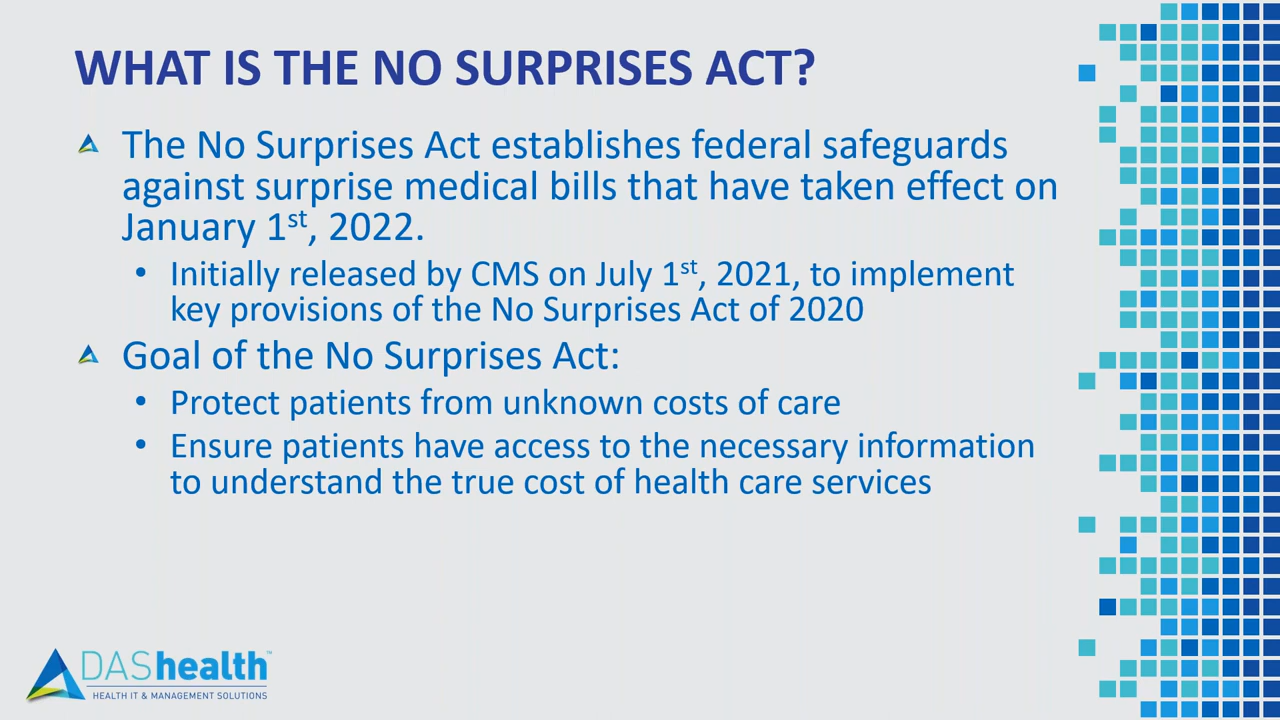 WHAT IS THE NO SURPRISES ACT?
The No Surprises Act establishes federal safeguards
against surprise medical bills that have taken effect on
January 1st, 2022.
• Initially released by CMS on July 1st, 2021, to implement
key provisions of the No Surprises Act of 2020
Goal of the No Surprises Act:
• Protect patients from unknown costs of care
• Ensure patients have access to the necessary information
to understand the true cost of health care services
DAShealth™
HEALTH IT & MANAGEMENT SOLUTIONS